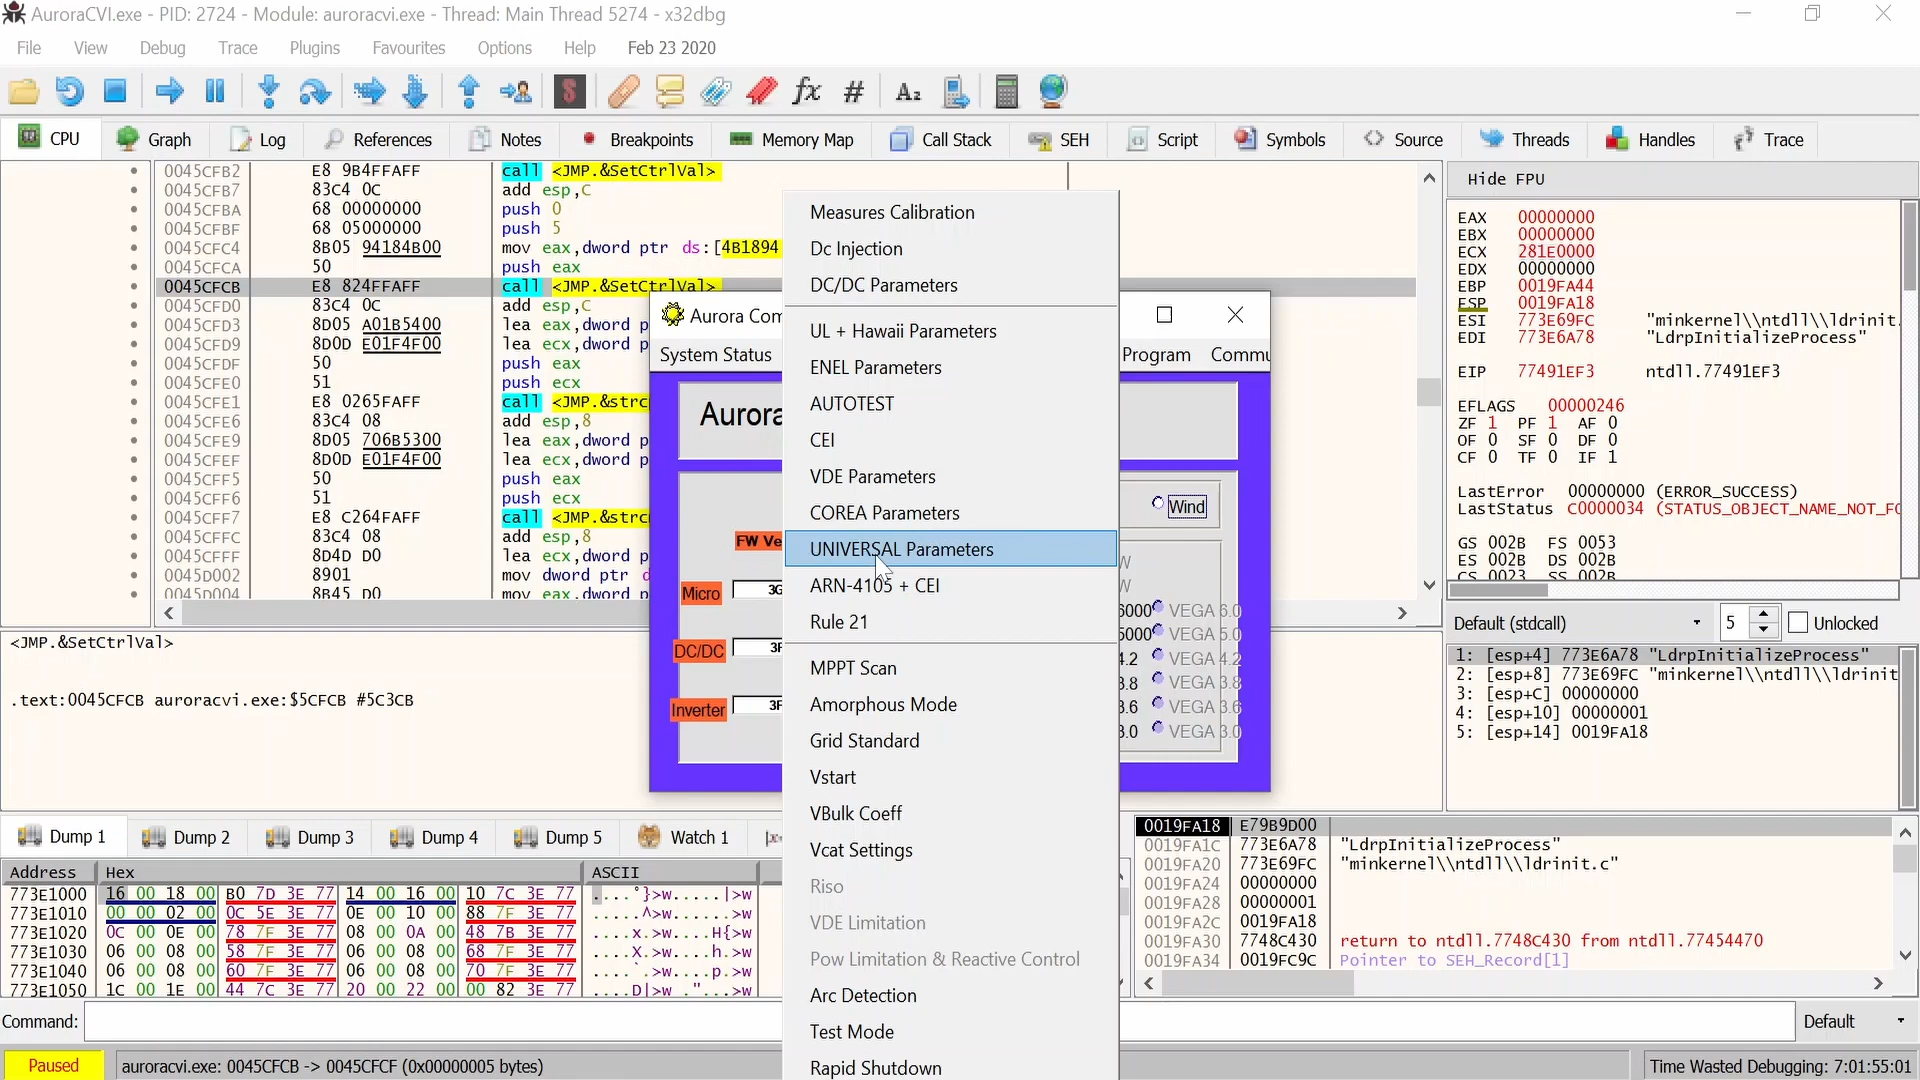 AuroraCVI.exe - PID: 2724 - Module: auroracvi.exe - Thread: Main Thread 5274 - x32dbg
File View Debug Trace Plugins Favourites Options Help Feb 23 2020
CPU Graph Log References Notes Breakpoints Memory Map Call Stack SEH Script Symbols Source Threads Handles Trace
0045CFB2 E8 9B4FFAFF call <JMP.&SetCtrlVal>
0045CFB7 83C4 0C add esp,C
0045CFBA 68 00000000 push 0
0045CFBF 68 05000000 push 5
0045CFC4 8B05 94184B00 mov eax,dword ptr ds:[4B1894
0045CFCA 50 push eax
0045CFCB E8 824FFAFF call <JMP.&SetCtrlVal>
0045CFD0 83C4 0C add esp,C
0045CFD3 8D05 A01B5400 lea eax,dword p
0045CFD9 8D0D E01F4F00 lea ecx,dword p
0045CFDF 50 push eax
0045CFE0 51 push ecx
0045CFE1 E8 0265FAFF call <JMP.&strc
0045CFE6 83C4 08 add esp,8
0045CFE9 8D05 706B5300 lea eax,dword p
0045CFEF 8D0D E01F4F00 lea ecx,dword p
0045CFF5 50 push eax
0045CFF6 51 push ecx
0045CFF7 E8 C264FAFF call <JMP.&strc
0045CFFC 83C4 08 add esp,8
0045CFFF 8D4D D0 lea ecx,dword p
0045D002 8901 mov dword ptr d
0045D004 8B45 D0 mov eax,dword p
<JMP.&SetCtrlVal>
.text:0045CFCB auroracvi.exe:$5CFCB #5C3CB
Aurora Com
System Status
Program Commu
Aurora
Wind
FW Ve
Micro 3G
DC/DC 3F
Inverter 3F
W
W
6000 VEGA 6.0
5000 VEGA 5.0
4.2 VEGA 4.2
3.8 VEGA 3.8
3.6 VEGA 3.6
3.0 VEGA 3.0
Measures Calibration
Dc Injection
DC/DC Parameters
UL + Hawaii Parameters
ENEL Parameters
AUTOTEST
CEI
VDE Parameters
COREA Parameters
UNIVERSAL Parameters
ARN-4105 + CEI
Rule 21
MPPT Scan
Amorphous Mode
Grid Standard
Vstart
VBulk Coeff
Vcat Settings
Riso
VDE Limitation
Pow Limitation & Reactive Control
Arc Detection
Test Mode
Rapid Shutdown
Hide FPU
EAX 00000000
EBX 00000000
ECX 281E0000
EDX 00000000
EBP 0019FA44
ESP 0019FA18
ESI 773E69FC "minkernel\\ntdll\\ldrinit.
EDI 773E6A78 "LdrpInitializeProcess"
EIP 77491EF3 ntdll.77491EF3
EFLAGS 00000246
ZF 1 PF 1 AF 0
OF 0 SF 0 DF 0
CF 0 TF 0 IF 1
LastError 00000000 (ERROR_SUCCESS)
LastStatus C0000034 (STATUS_OBJECT_NAME_NOT_FO
GS 002B FS 0053
ES 002B DS 002B
CS 0023 SS 002B
Default (stdcall) 5 Unlocked
1: [esp+4] 773E6A78 "LdrpInitializeProcess"
2: [esp+8] 773E69FC "minkernel\\ntdll\\ldrinit
3: [esp+C] 00000000
4: [esp+10] 00000001
5: [esp+14] 0019FA18
Dump 1 Dump 2 Dump 3 Dump 4 Dump 5 Watch 1
Address Hex ASCII
773E1000 16 00 18 00 B0 7D 3E 77 14 00 16 00 10 7C 3E 77 ....°}>w.....|>w
773E1010 00 00 02 00 0C 5E 3E 77 0E 00 10 00 88 7F 3E 77 .....^>w......>w
773E1020 0C 00 0E 00 78 7F 3E 77 08 00 0A 00 48 7B 3E 77 ....x.>w....H{>w
773E1030 06 00 08 00 58 7F 3E 77 06 00 08 00 68 7F 3E 77 ....X.>w....h.>w
773E1040 06 00 08 00 60 7F 3E 77 06 00 08 00 70 7F 3E 77 ....`.>w....p.>w
773E1050 1C 00 1E 00 44 7C 3E 77 20 00 22 00 00 82 3E 77 ....D|>w ."...>w
0019FA18 E79B9D00
0019FA1C 773E6A78 "LdrpInitializeProcess"
0019FA20 773E69FC "minkernel\\ntdll\\ldrinit.c"
0019FA24 00000000
0019FA28 00000001
0019FA2C 0019FA18
0019FA30 7748C430 return to ntdll.7748C430 from ntdll.77454470
0019FA34 0019FC9C Pointer to SEH_Record[1]
Command: Default
Paused auroracvi.exe: 0045CFCB -> 0045CFCF (0x00000005 bytes) Time Wasted Debugging: 7:01:55:01